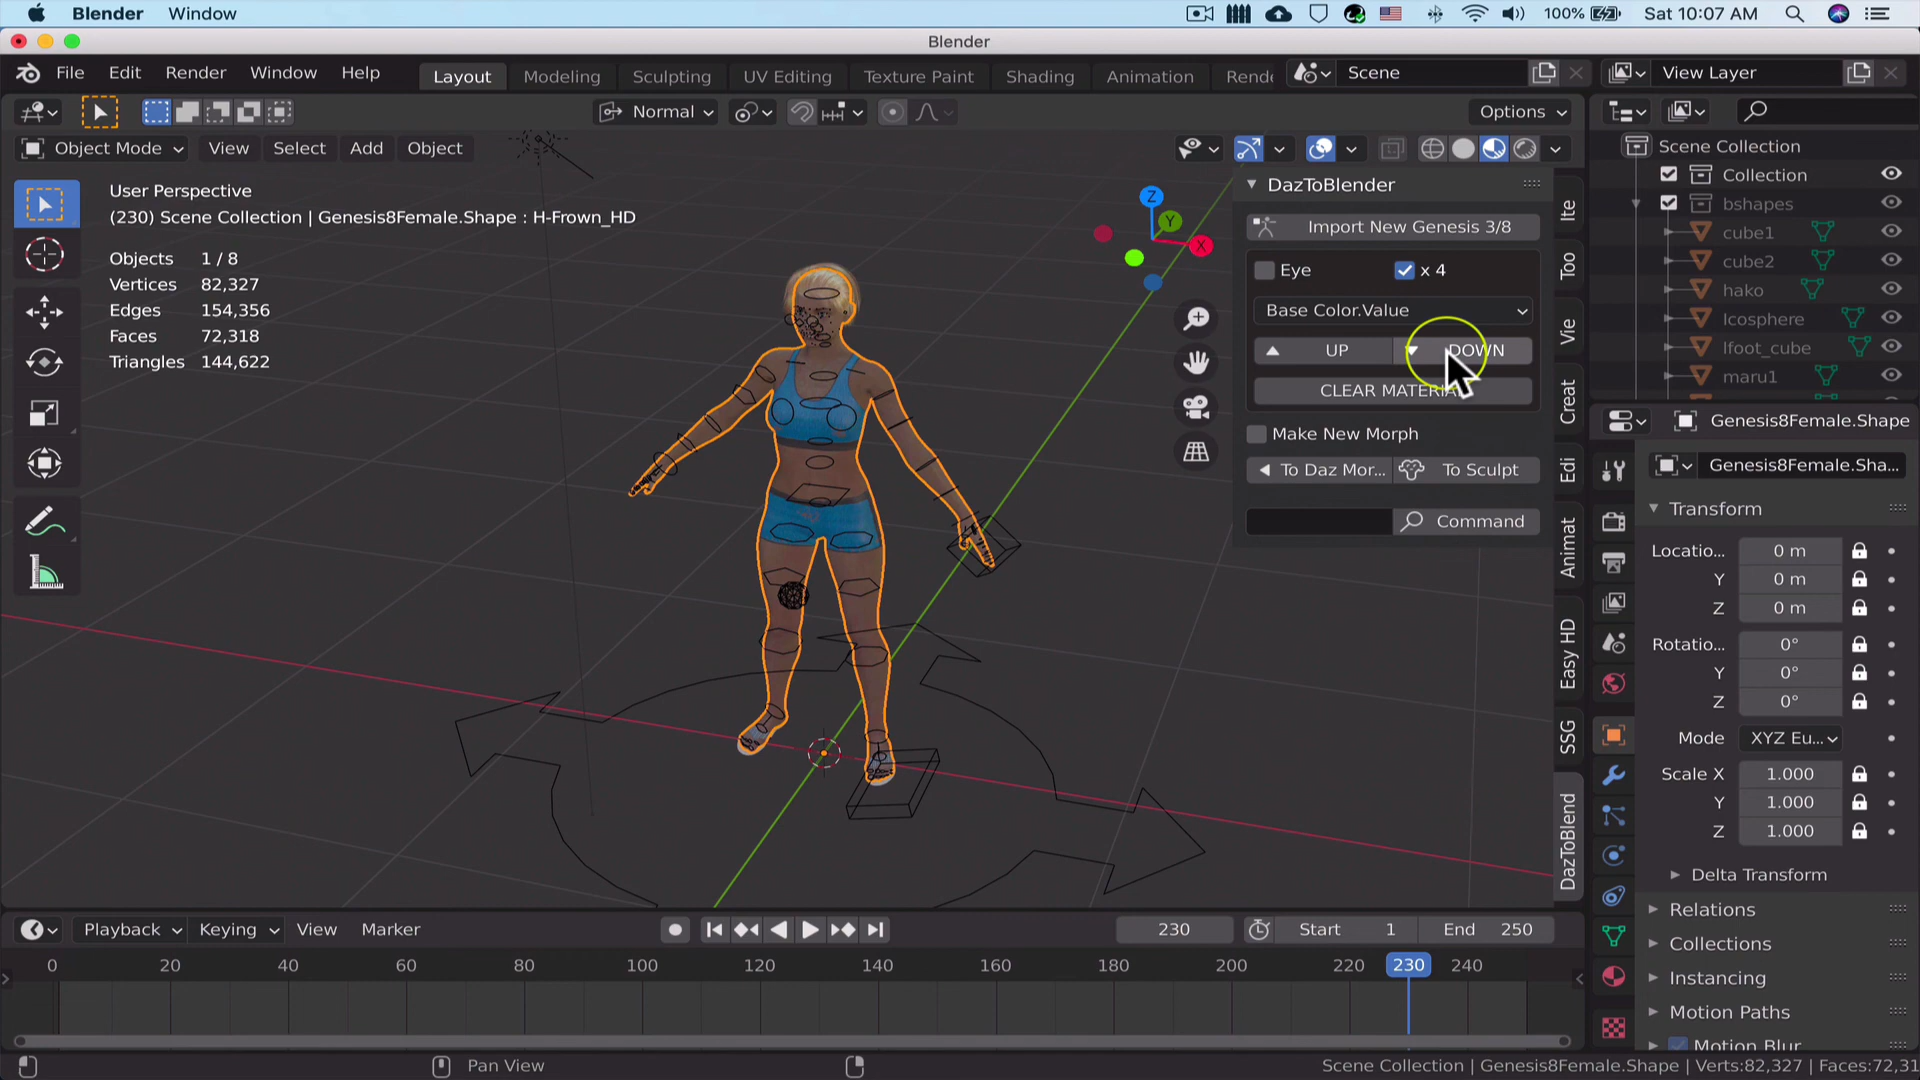 Blender Window 100% Sat 10:07 AM
Blender
File Edit Render Window Help Layout Modeling Sculpting UV Editing Texture Paint Shading Animation Rende Scene View Layer
Normal Options
Object Mode View Select Add Object
User Perspective
(230) Scene Collection | Genesis8Female.Shape : H-Frown_HD
Objects 1 / 8
Vertices 82,327
Edges 154,356
Faces 72,318
Triangles 144,622
Z
Y
X
DazToBlender
Import New Genesis 3/8
Eye x 4
Base Color.Value
UP DOWN
CLEAR MATERIA
Make New Morph
To Daz Mor... To Sculpt
Command
Ite
Too
Vie
Creat
Edi
Animat
Easy HD
SSG
DazToBlend
Scene Collection
Collection
bshapes
cube1
cube2
hako
Icosphere
lfoot_cube
maru1
Genesis8Female.Shape
Genesis8Female.Sha...
Transform
Locatio... 0 m
Y 0 m
Z 0 m
Rotatio... 0°
Y 0°
Z 0°
Mode XYZ Eu...
Scale X 1.000
Y 1.000
Z 1.000
Delta Transform
Relations
Collections
Instancing
Motion Paths
Motion Blur
Playback Keying View Marker 230 Start 1 End 250
0 20 40 60 80 100 120 140 160 180 200 220 230 240
Pan View Scene Collection | Genesis8Female.Shape | Verts:82,327 | Faces:72,31